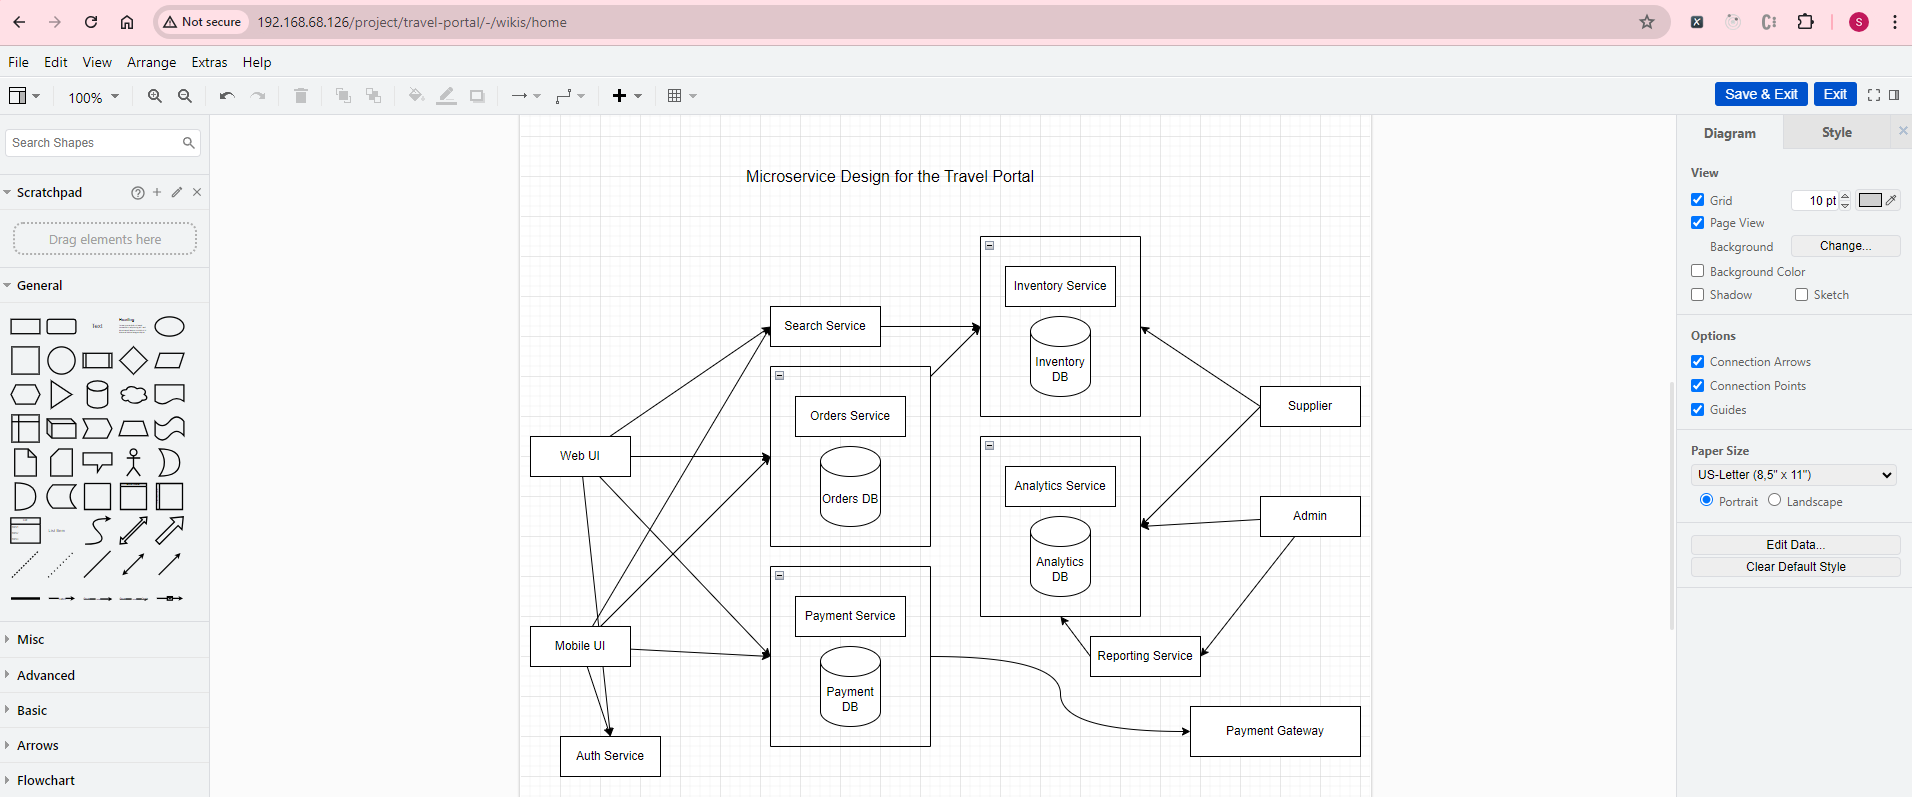 Not secure
192.168.68.126/project/travel-portal/-/wikis/home
S
File Edit View Arrange Extras Help
100%
Save & Exit
Exit
Search Shapes
Scratchpad
Drag elements here
General
Text
Heading
List Item
Misc
Advanced
Basic
Arrows
Flowchart
Microservice Design for the Travel Portal
Inventory Service
Inventory
DB
Search Service
Orders Service
Orders DB
Web UI
Supplier
Analytics Service
Analytics
DB
Admin
Payment Service
Payment
DB
Mobile UI
Reporting Service
Payment Gateway
Auth Service
Diagram
Style
View
Grid
10 pt
Page View
Background
Change...
Background Color
Shadow
Sketch
Options
Connection Arrows
Connection Points
Guides
Paper Size
US-Letter (8,5" x 11")
Portrait
Landscape
Edit Data...
Clear Default Style